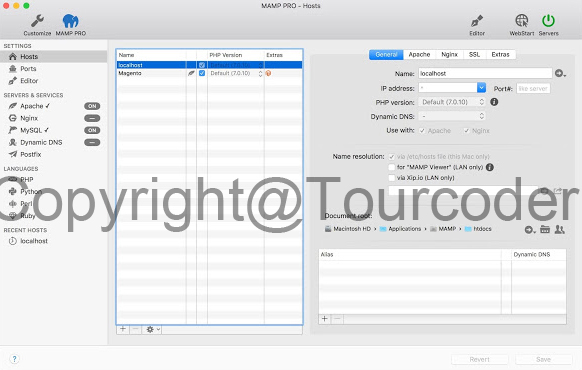 MAMP PRO - Hosts
Customize MAMP PRO Editor WebStart Servers
SETTINGS
Hosts
Ports
Editor
SERVERS & SERVICES
Apache ✓ ON
Nginx
MySQL ✓ ON
Dynamic DNS
Postfix
LANGUAGES
PHP
Python
Perl
Ruby
RECENT HOSTS
localhost
Name PHP Version Extras
localhost Default (7.0.10)
Magento Default (7.0.10)
General Apache Nginx SSL Extras
Name: localhost
IP address: * Port#: like server
PHP version: Default (7.0.10)
Dynamic DNS: -
Use with: Apache Nginx
Name resolution: via /etc/hosts file (this Mac only)
for "MAMP Viewer" (LAN only)
via Xip.io (LAN only)
Copyright@Tourcoder
Document root:
Macintosh HD › Applications › MAMP › htdocs
Alias Dynamic DNS
? Revert Save